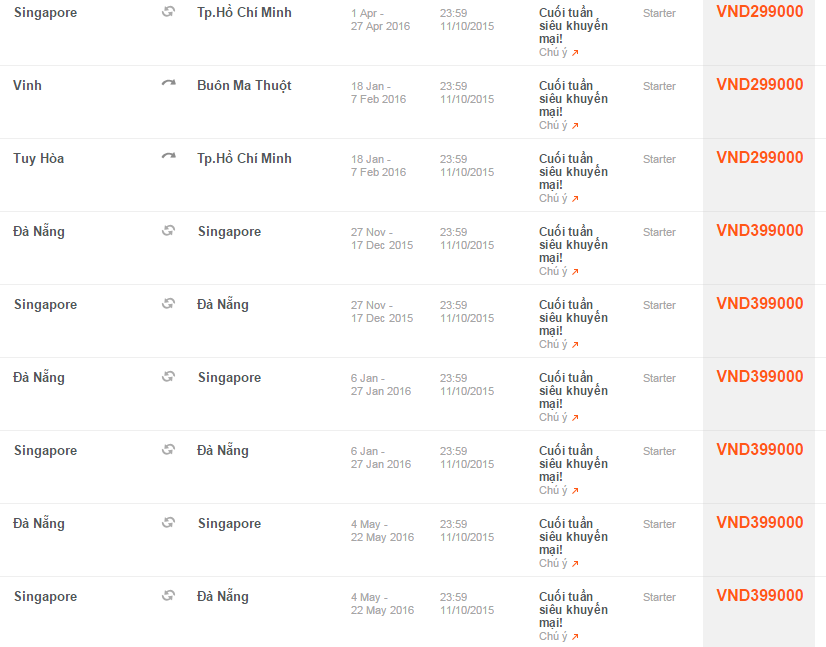 Singapore Tp.Hồ Chí Minh 1 Apr - 23:59 Cuối tuần Starter VND299000
27 Apr 2016 11/10/2015 siêu khuyến
mại!
Chú ý
Vinh Buôn Ma Thuột 18 Jan - 23:59 Cuối tuần Starter VND299000
7 Feb 2016 11/10/2015 siêu khuyến
mại!
Chú ý
Tuy Hòa Tp.Hồ Chí Minh 18 Jan - 23:59 Cuối tuần Starter VND299000
7 Feb 2016 11/10/2015 siêu khuyến
mại!
Chú ý
Đà Nẵng Singapore 27 Nov - 23:59 Cuối tuần Starter VND399000
17 Dec 2015 11/10/2015 siêu khuyến
mại!
Chú ý
Singapore Đà Nẵng 27 Nov - 23:59 Cuối tuần Starter VND399000
17 Dec 2015 11/10/2015 siêu khuyến
mại!
Chú ý
Đà Nẵng Singapore 6 Jan - 23:59 Cuối tuần Starter VND399000
27 Jan 2016 11/10/2015 siêu khuyến
mại!
Chú ý
Singapore Đà Nẵng 6 Jan - 23:59 Cuối tuần Starter VND399000
27 Jan 2016 11/10/2015 siêu khuyến
mại!
Chú ý
Đà Nẵng Singapore 4 May - 23:59 Cuối tuần Starter VND399000
22 May 2016 11/10/2015 siêu khuyến
mại!
Chú ý
Singapore Đà Nẵng 4 May - 23:59 Cuối tuần Starter VND399000
22 May 2016 11/10/2015 siêu khuyến
mại!
Chú ý